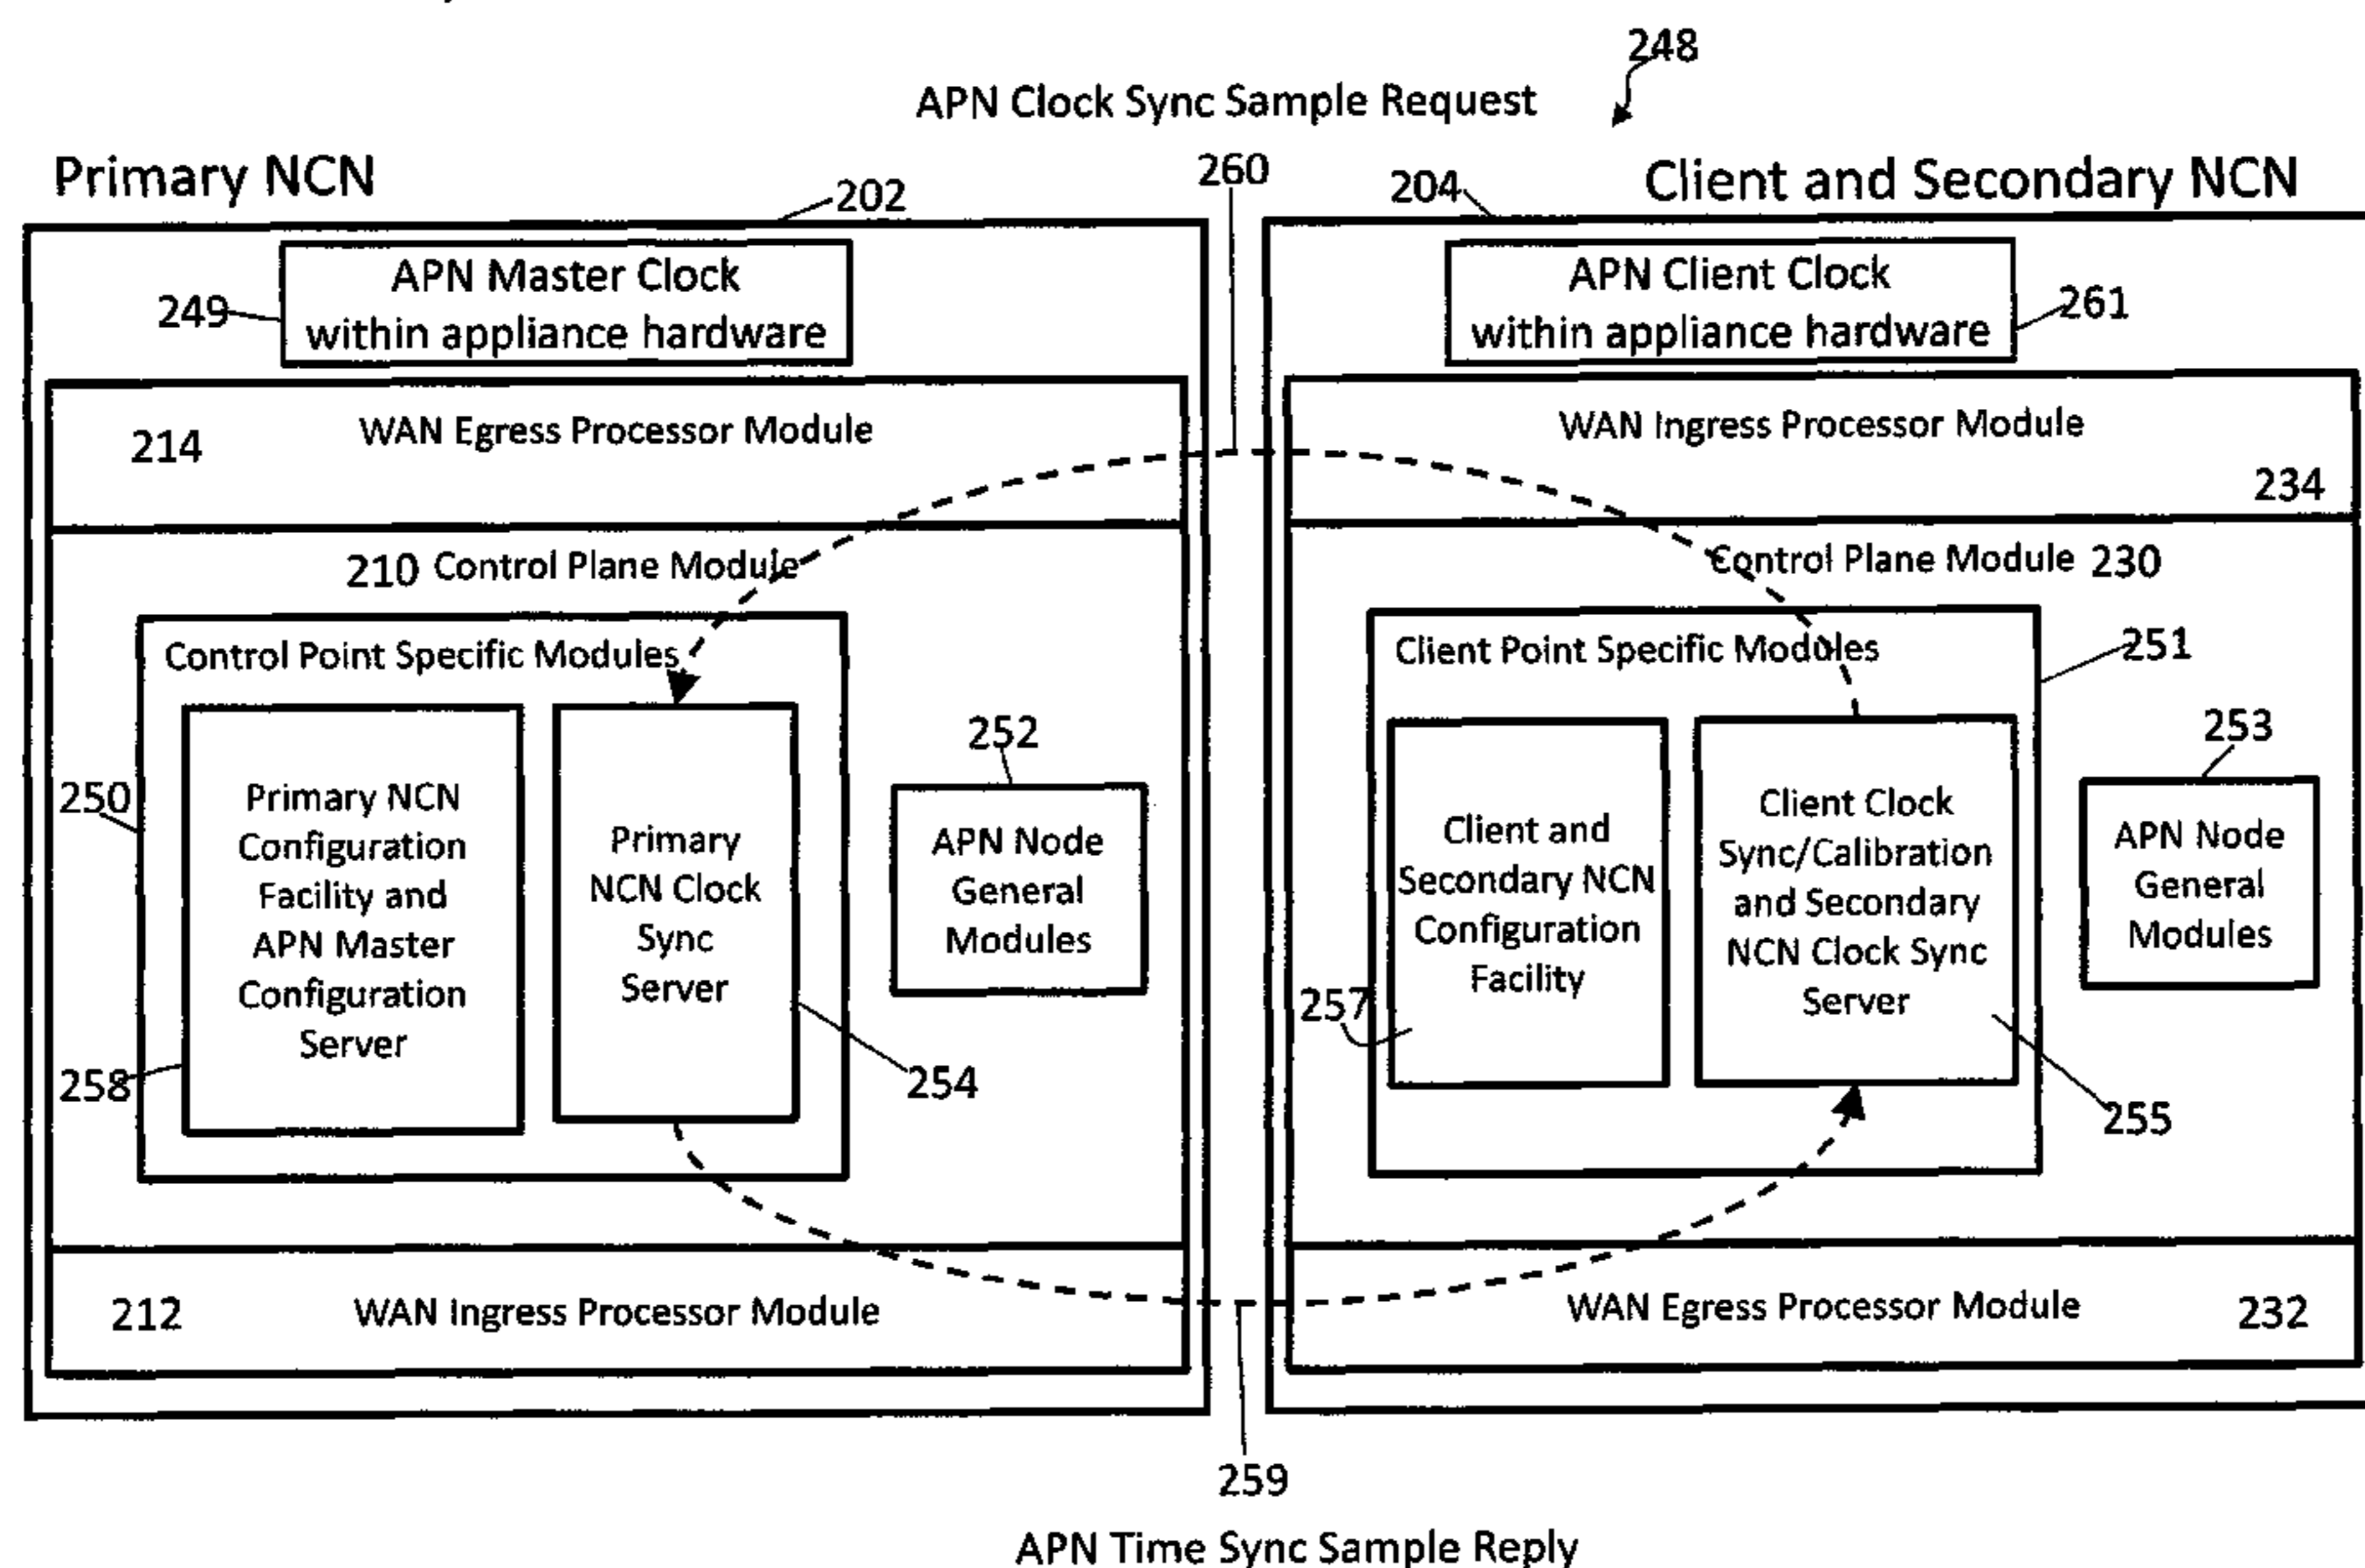 248
APN Clock Sync Sample Request
Primary NCN
202
260
204
Client and Secondary NCN
APN Master Clock
within appliance hardware
249
APN Client Clock
within appliance hardware
261
214
WAN Egress Processor Module
WAN Ingress Processor Module
234
210 Control Plane Module
Control Plane Module 230
Control Point Specific Modules
Client Point Specific Modules
251
250
Primary NCN
Configuration
Facility and
APN Master
Configuration
Server
258
Primary
NCN Clock
Sync
Server
254
252
APN Node
General
Modules
Client and
Secondary NCN
Configuration
Facility
257
Client Clock
Sync/Calibration
and Secondary
NCN Clock Sync
Server
255
253
APN Node
General
Modules
212
WAN Ingress Processor Module
WAN Egress Processor Module
232
259
APN Time Sync Sample Reply